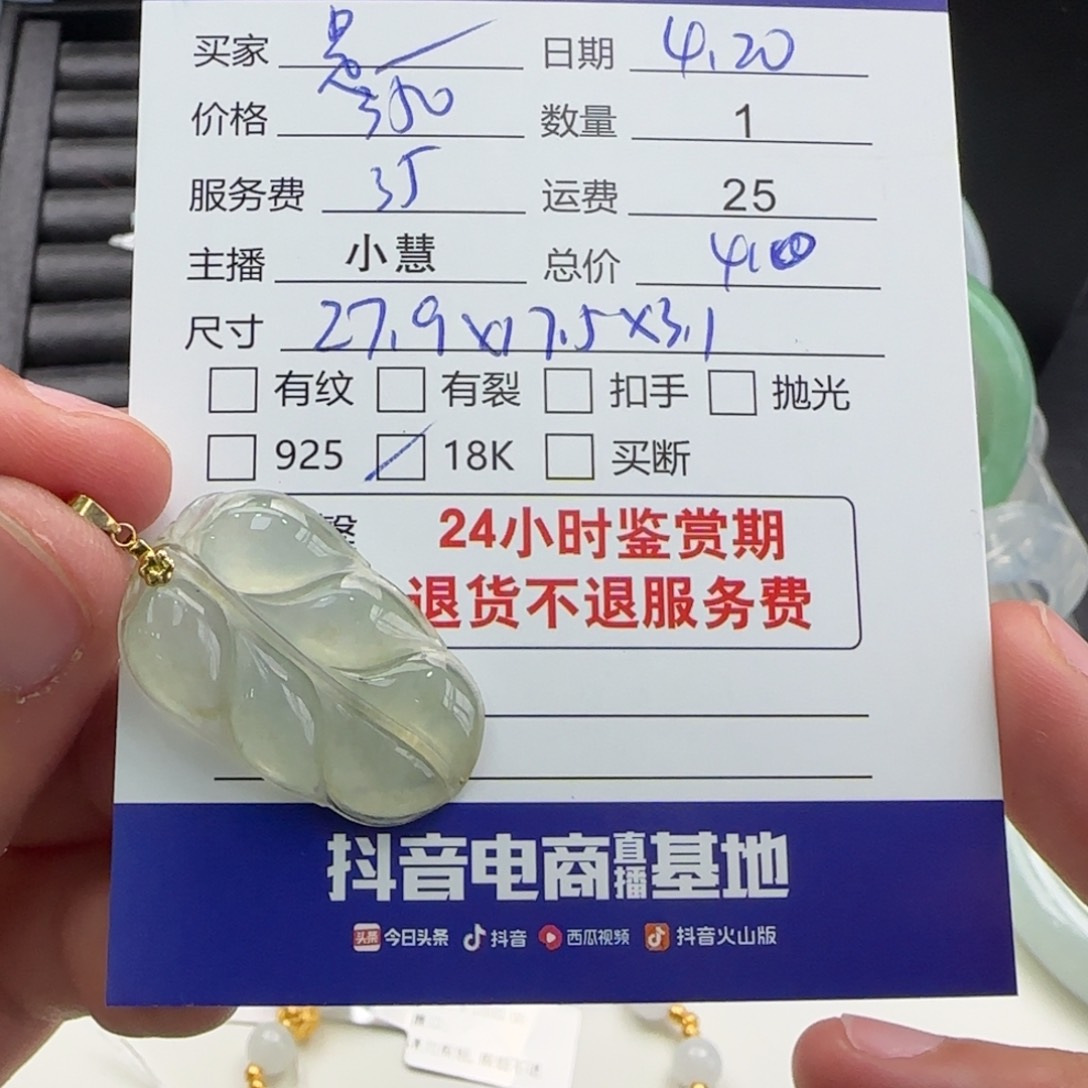 买家 日期 4.20
价格 350 数量 1
服务费 35 运费 25
主播 小慧 总价 410
尺寸 27.9x17.5x3.1
有纹 有裂 扣手 抛光
925 18K 买断
24小时鉴赏期
退货不退服务费
抖音电商直播基地
头条 今日头条 抖音 西瓜视频 抖音火山版